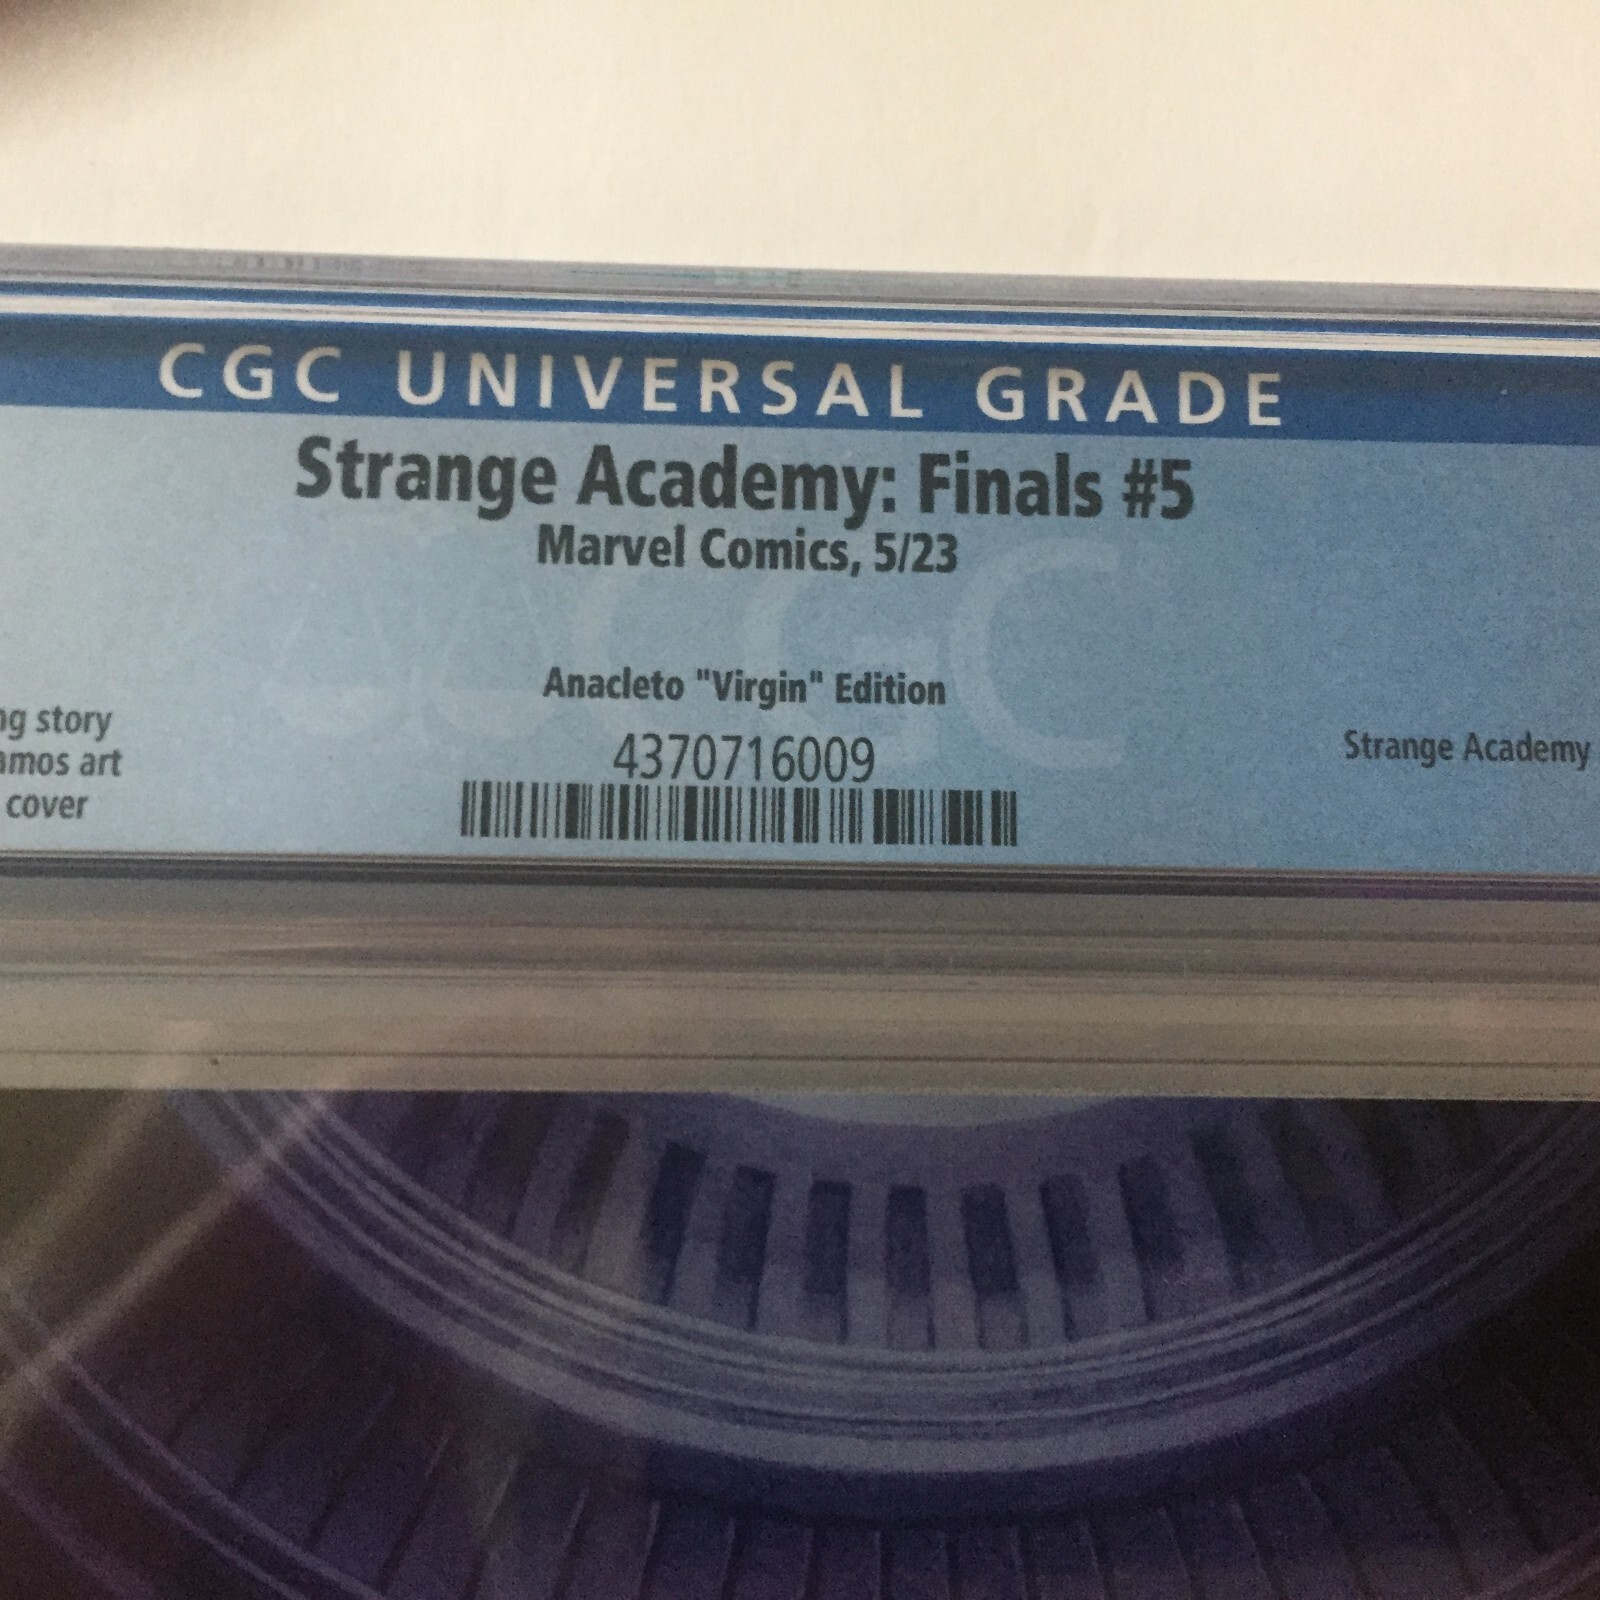 CGC UNIVERSAL GRADE
Strange Academy: Finals #5
Marvel Comics, 5/23
CGC
Anacleto "Virgin" Edition
story
art
cover
4370716009
Strange Academy